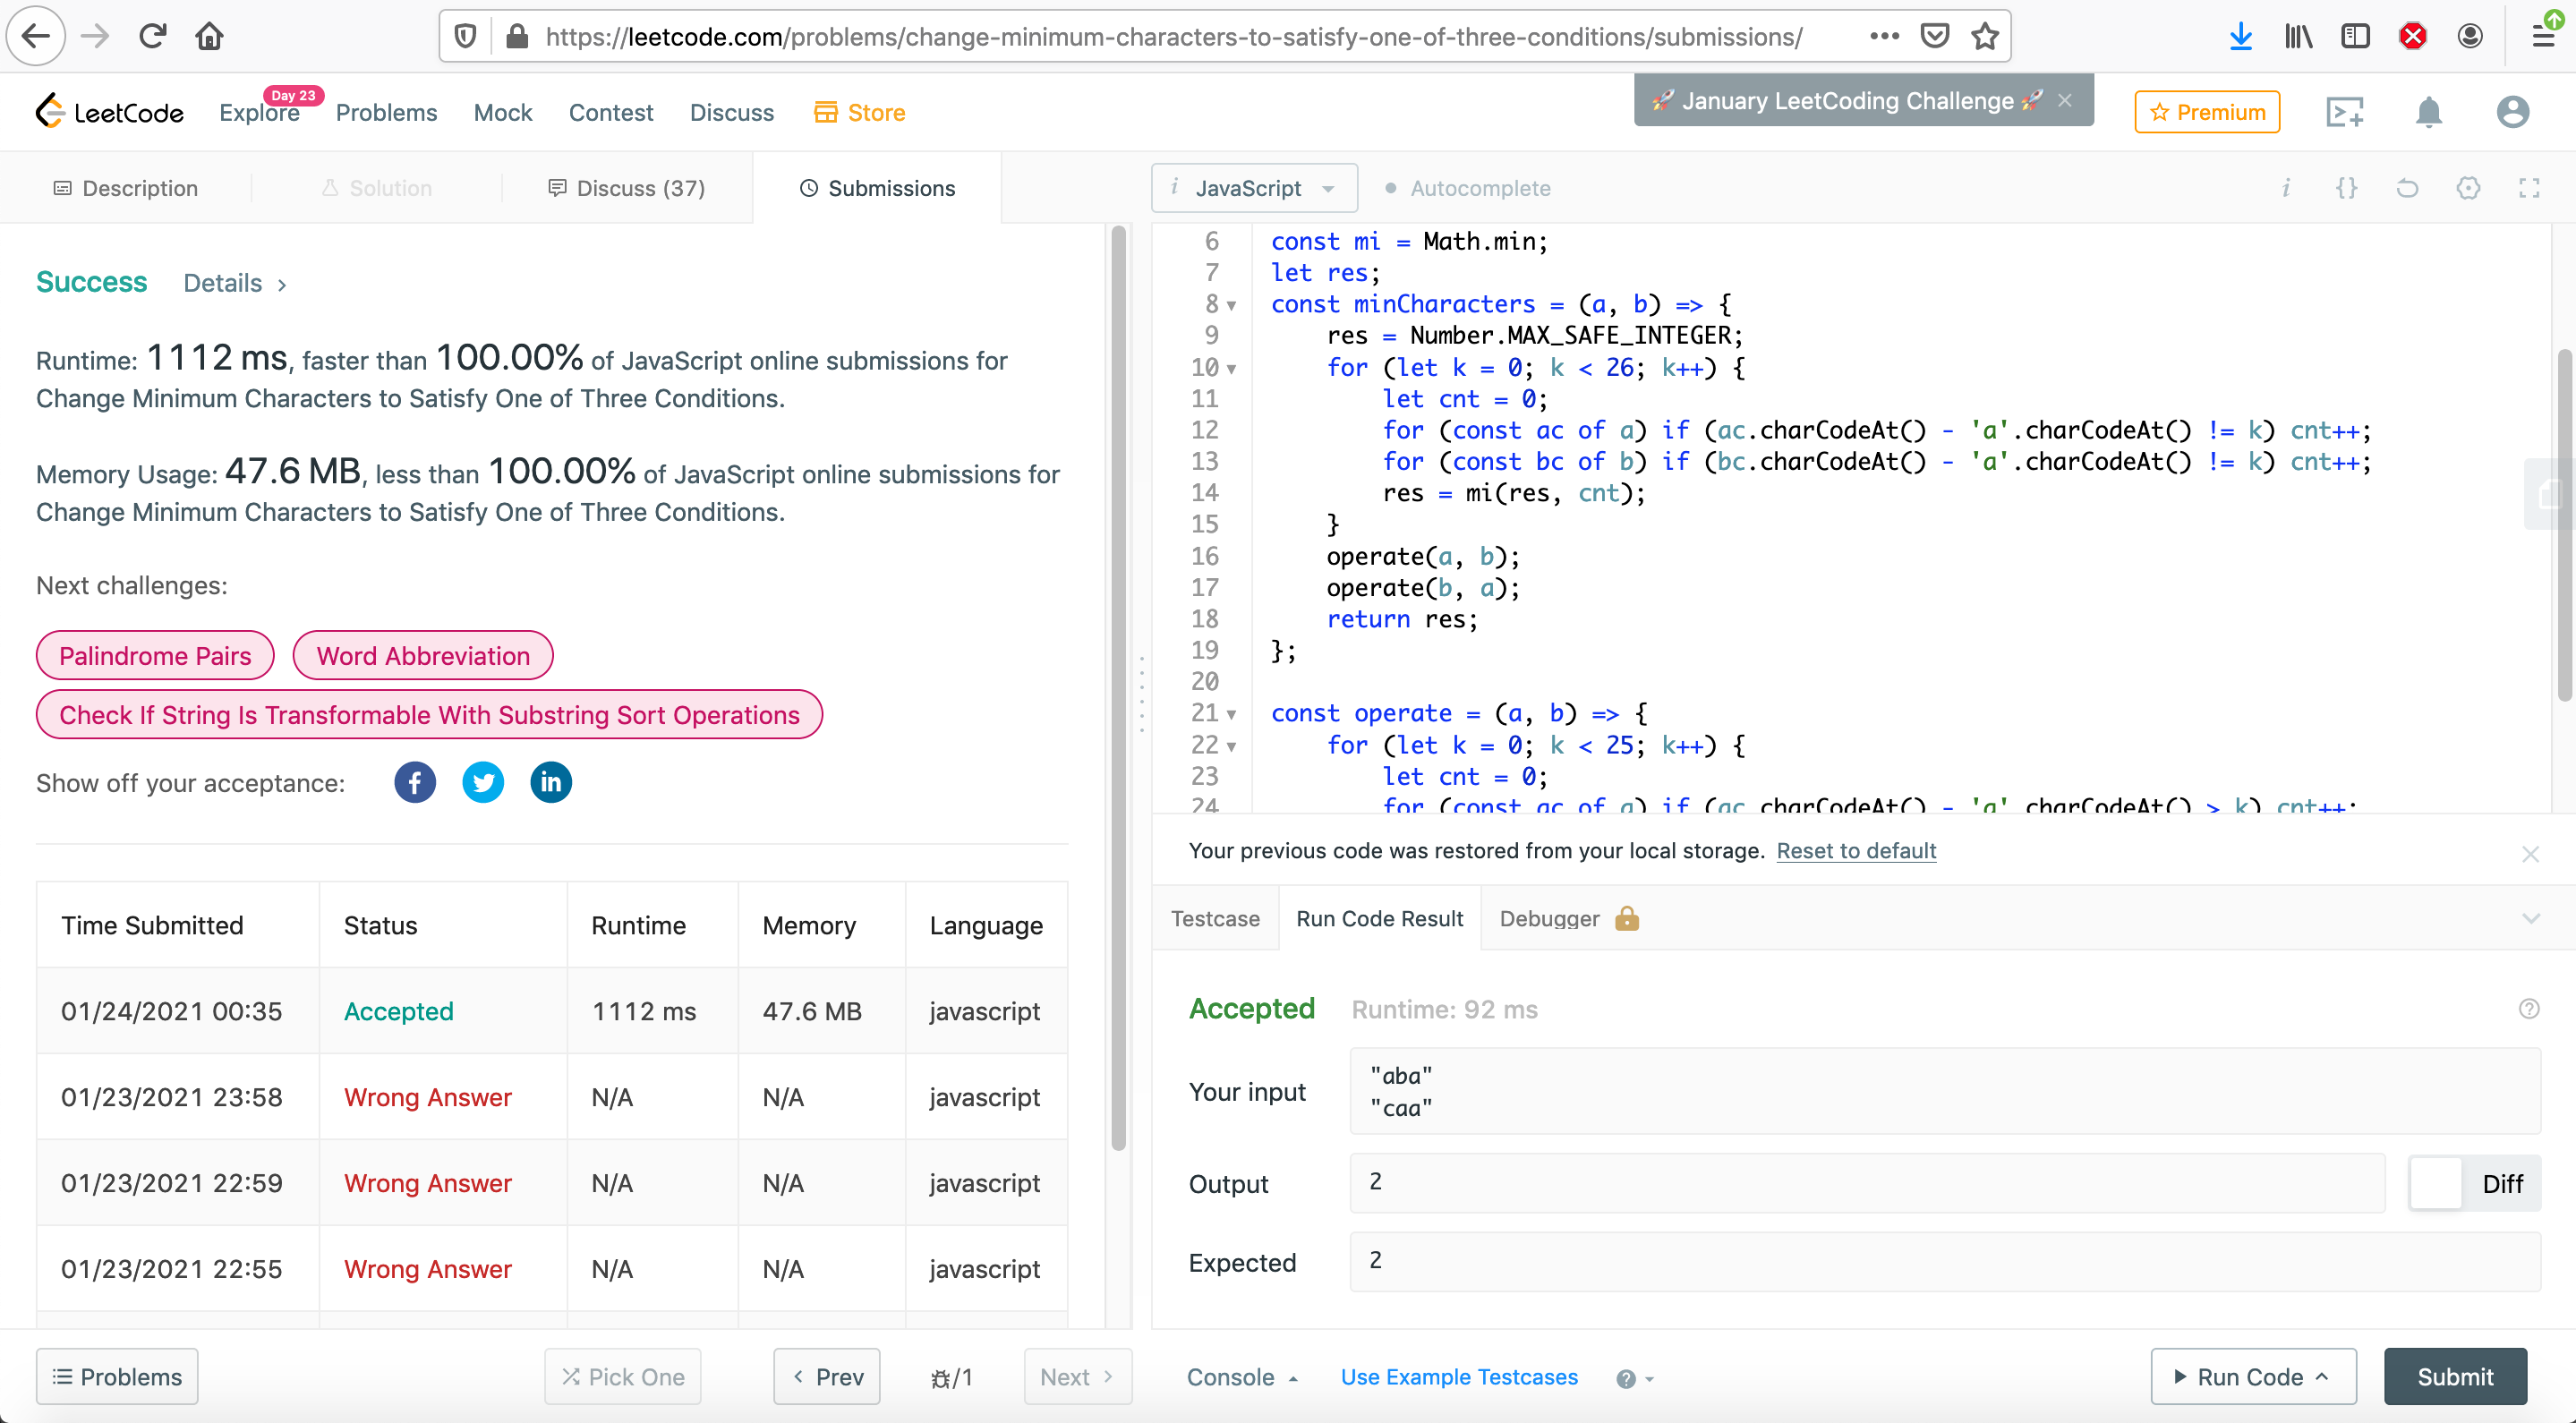 https://leetcode.com/problems/change-minimum-characters-to-satisfy-one-of-three-conditions/submissions/
LeetCode
Explore
Day 23
Problems
Mock
Contest
Discuss
Store
🚀 January LeetCoding Challenge 🚀 ×
Premium
Description
Solution
Discuss (37)
Submissions
i JavaScript
Autocomplete
Success Details >
Runtime: 1112 ms, faster than 100.00% of JavaScript online submissions for
Change Minimum Characters to Satisfy One of Three Conditions.
Memory Usage: 47.6 MB, less than 100.00% of JavaScript online submissions for
Change Minimum Characters to Satisfy One of Three Conditions.
Next challenges:
Palindrome Pairs
Word Abbreviation
Check If String Is Transformable With Substring Sort Operations
Show off your acceptance:
Time Submitted Status Runtime Memory Language
01/24/2021 00:35 Accepted 1112 ms 47.6 MB javascript
01/23/2021 23:58 Wrong Answer N/A N/A javascript
01/23/2021 22:59 Wrong Answer N/A N/A javascript
01/23/2021 22:55 Wrong Answer N/A N/A javascript
Problems
Pick One
< Prev
/1
Next >
6 const mi = Math.min;
7 let res;
8 const minCharacters = (a, b) => {
9 res = Number.MAX_SAFE_INTEGER;
10 for (let k = 0; k < 26; k++) {
11 let cnt = 0;
12 for (const ac of a) if (ac.charCodeAt() - 'a'.charCodeAt() != k) cnt++;
13 for (const bc of b) if (bc.charCodeAt() - 'a'.charCodeAt() != k) cnt++;
14 res = mi(res, cnt);
15 }
16 operate(a, b);
17 operate(b, a);
18 return res;
19 };
20
21 const operate = (a, b) => {
22 for (let k = 0; k < 25; k++) {
23 let cnt = 0;
24 for (const ac of a) if (ac.charCodeAt() - 'a'.charCodeAt() > k) cnt++;
Your previous code was restored from your local storage. Reset to default
Testcase
Run Code Result
Debugger
Accepted Runtime: 92 ms
Your input
"aba"
"caa"
Output
2
Diff
Expected
2
Console
Use Example Testcases
Run Code
Submit